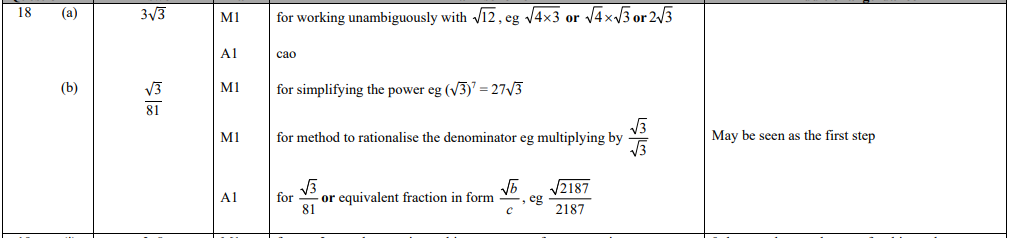 18 (a) 3√3 M1 for working unambiguously with √12, eg √4×3 or √4×√3 or 2√3
A1 cao
(b) √3/81 M1 for simplifying the power eg (√3)⁷ = 27√3
M1 for method to rationalise the denominator eg multiplying by √3/√3 May be seen as the first step
A1 for √3/81 or equivalent fraction in form √b/c, eg √2187/2187